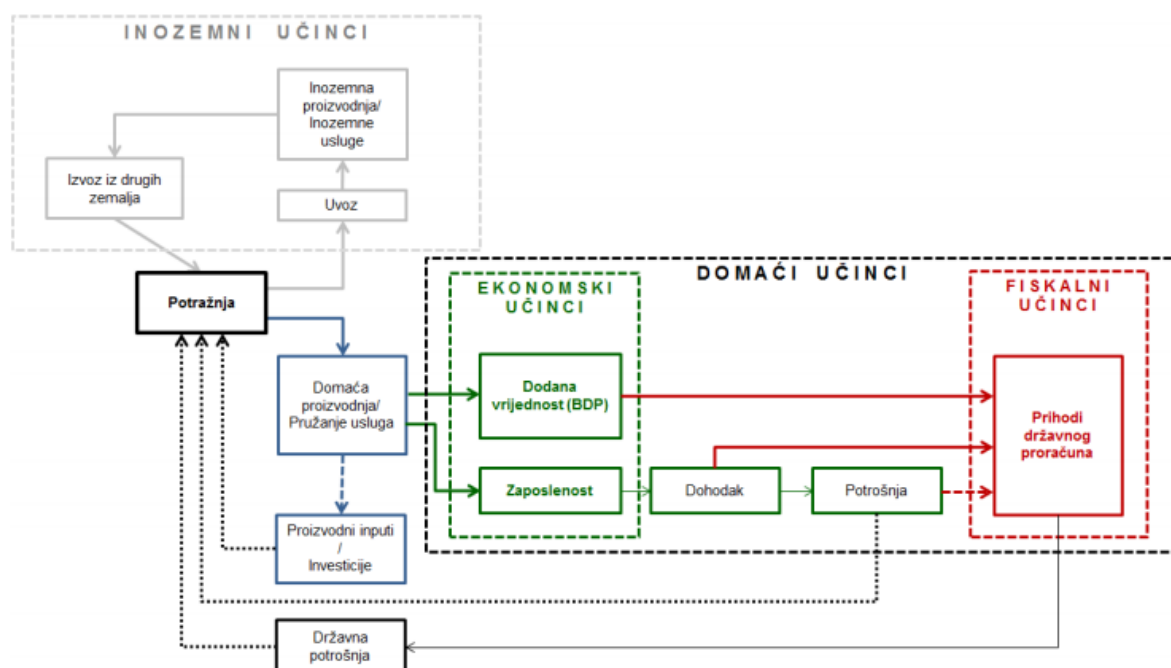 INOZEMNI UČINCI
Inozemna
proizvodnja/
Inozemne
usluge
Izvoz iz drugih
zemalja
Uvoz
Potražnja
DOMAĆI UČINCI
EKONOMSKI
UČINCI
FISKALNI
UČINCI
Domaća
proizvodnja/
Pružanje usluga
Dodana
vrijednost (BDP)
Prihodi
državnog
proračuna
Zaposlenost
Dohodak
Potrošnja
Proizvodni inputi
/
Investicije
Državna
potrošnja